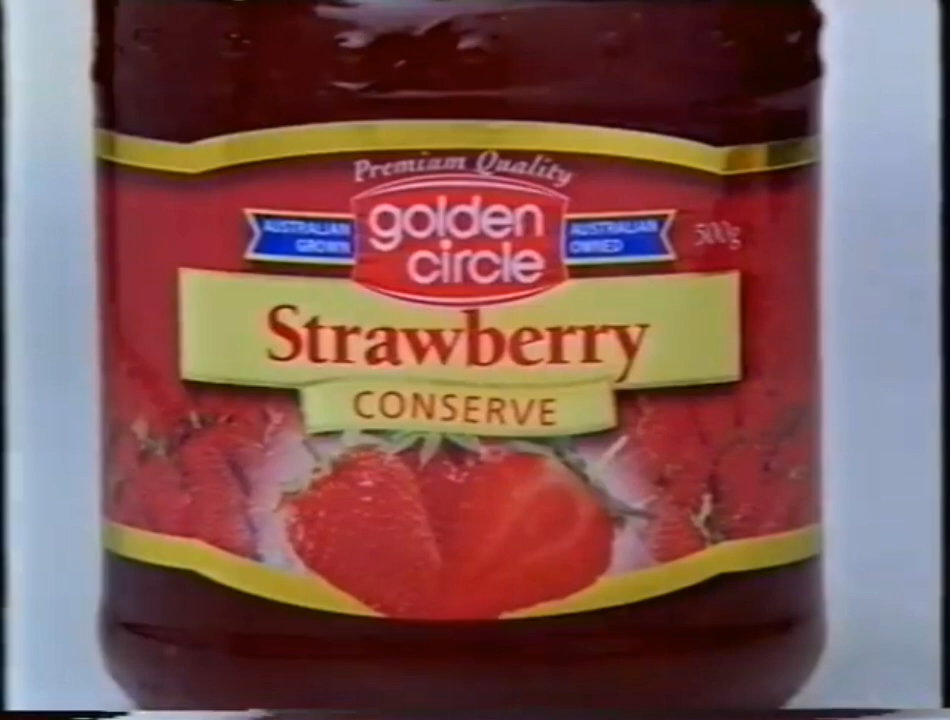 Premium Quality
golden
circle
AUSTRALIAN
GROWN
AUSTRALIAN
OWNED
500g
Strawberry
CONSERVE